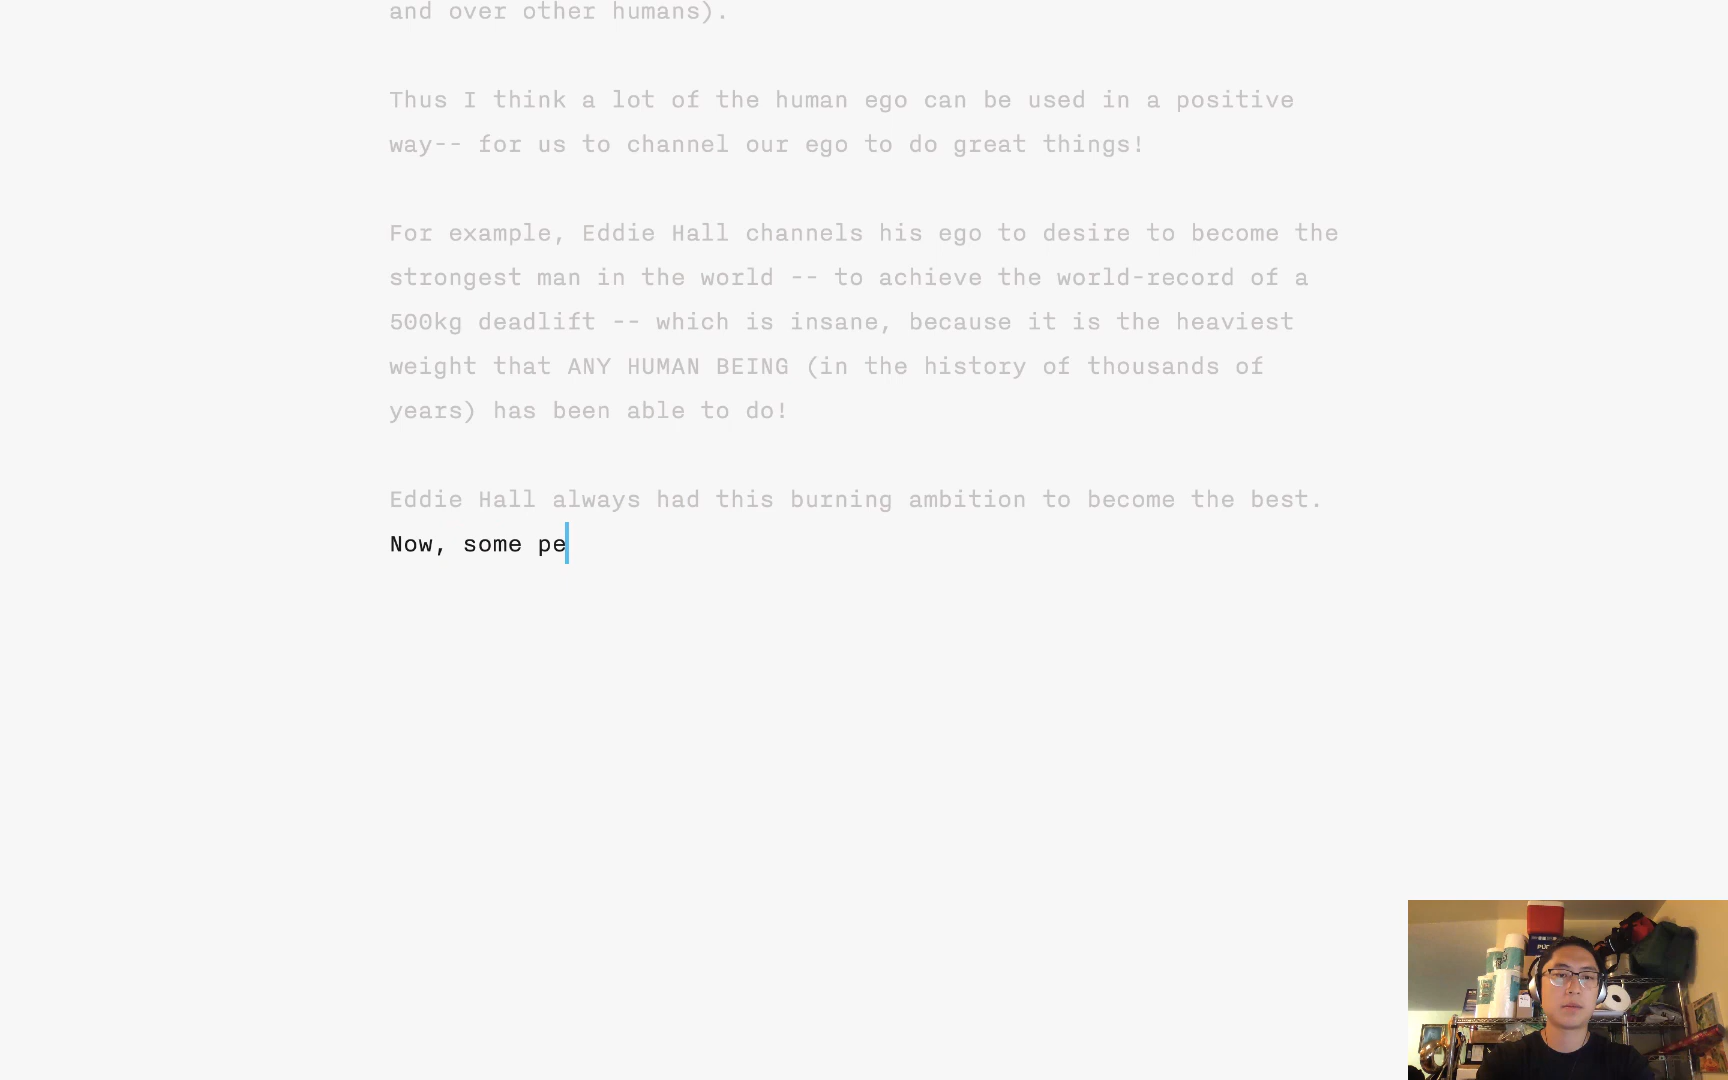 and over other humans).
Thus I think a lot of the human ego can be used in a positive
way-- for us to channel our ego to do great things!
For example, Eddie Hall channels his ego to desire to become the
strongest man in the world -- to achieve the world-record of a
500kg deadlift -- which is insane, because it is the heaviest
weight that ANY HUMAN BEING (in the history of thousands of
years) has been able to do!
Eddie Hall always had this burning ambition to become the best.
Now, some pe